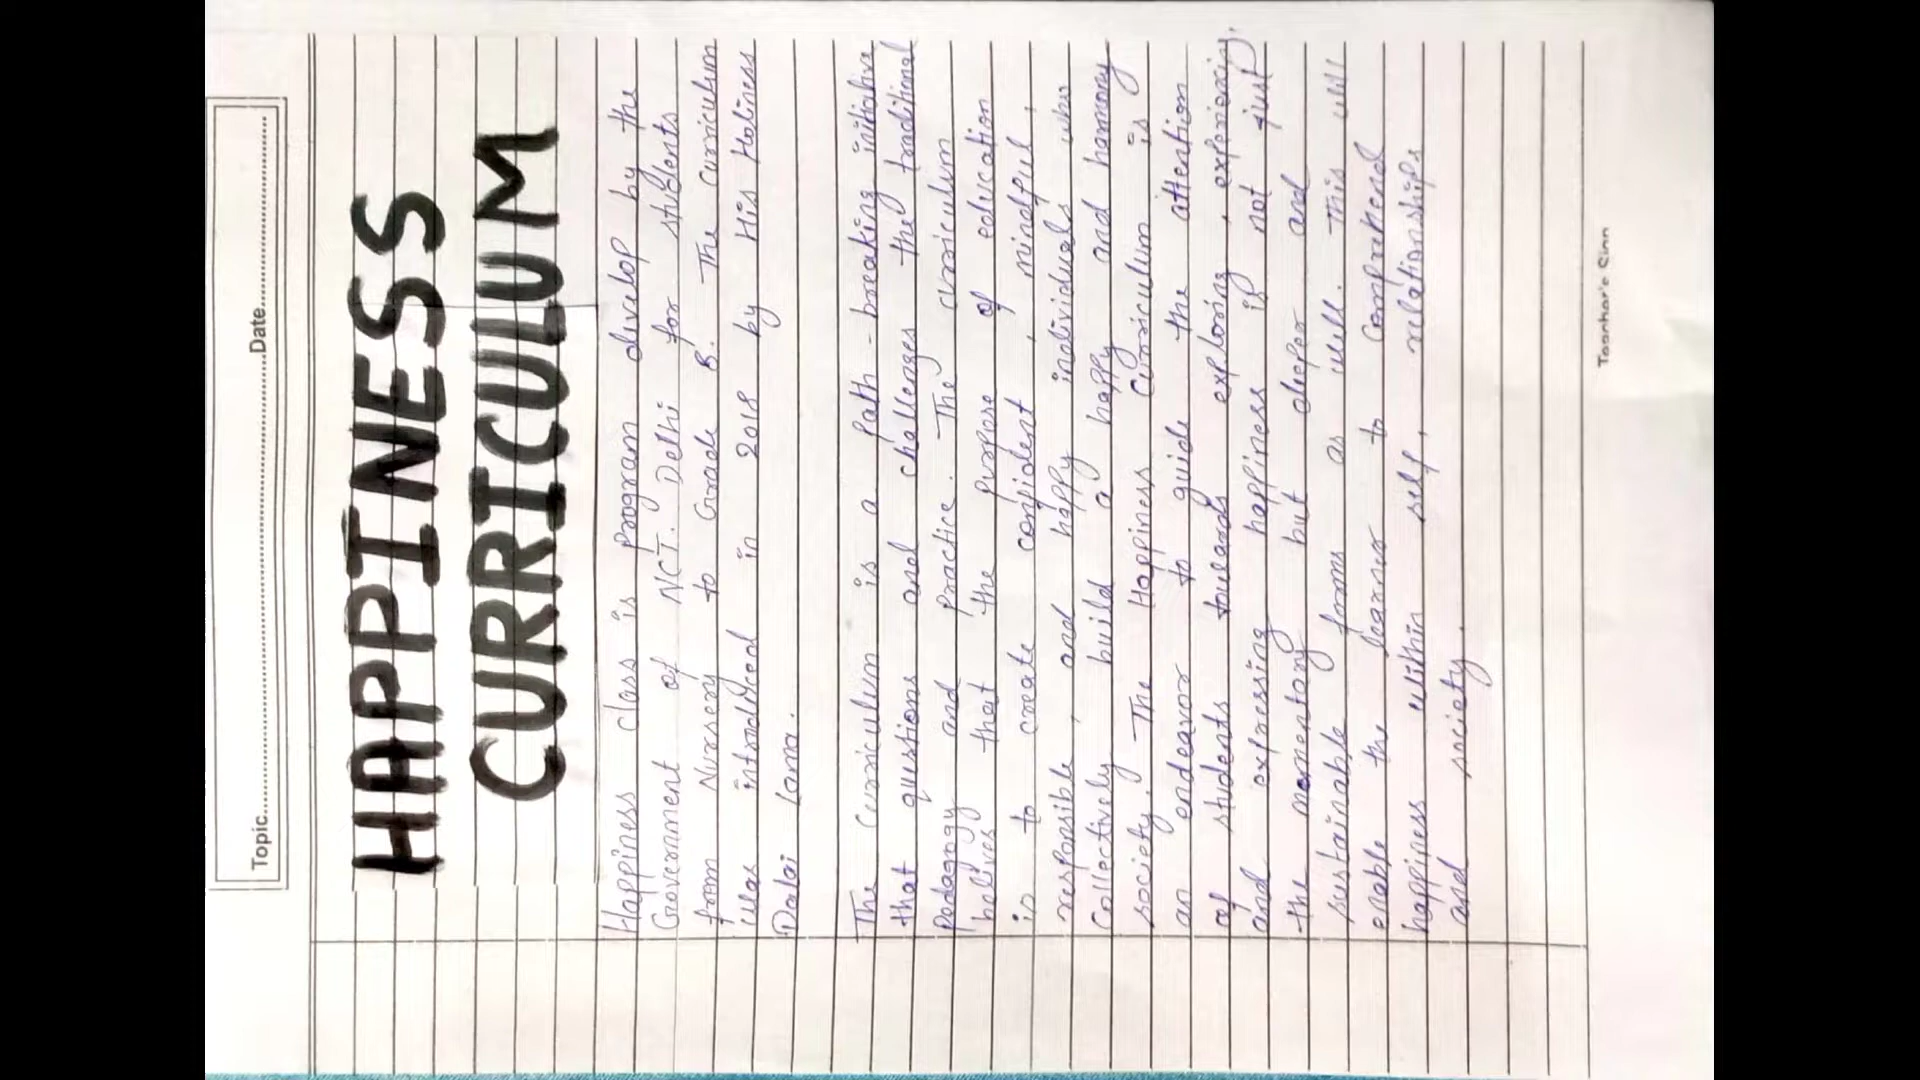 Topic.....................Date.....................
HAPPINESS
CURRICULUM
Happiness class is program develop by the
Government of NCT. Delhi for students
from Nursery to Grade 8. The Curriculum
was introduced in 2018 by His Holiness
Dalai Lama.
The curriculum is a path-breaking initiative
that questions and challenges the traditional
Pedagogy and practice. The curriculum
belives that the purpose of education
is to create confident, mindful,
responsible, and happy individuals who
Collectively build a happy and harmony
society. The Happiness Curriculum is
an endeavor to guide the attention
of students towards exploring, experiencing,
and expressing happiness is not just
the momentary but deeper and
sustainable forms as well. This will
enable the learner to Comprehend
happiness within self, relationships
and society.
Teacher's Sign